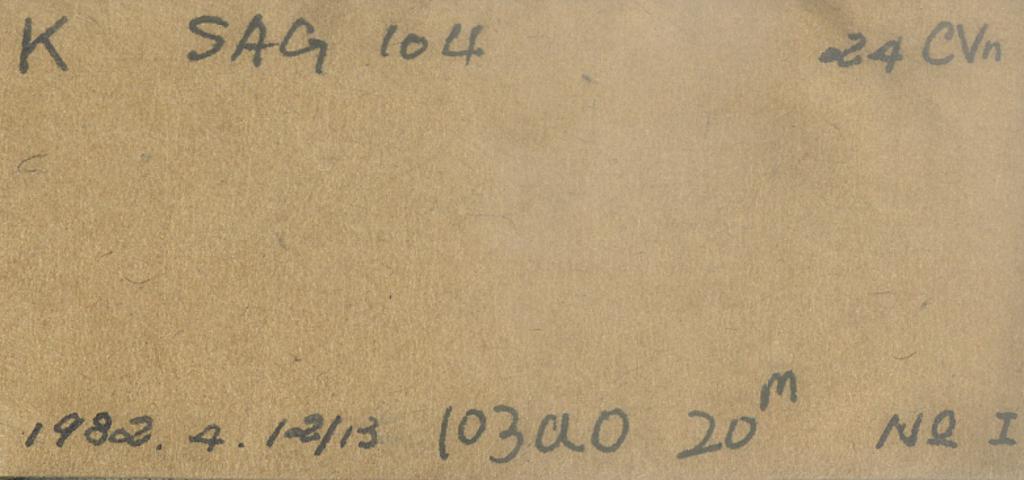 K SAG 104 24 CVn
1982. 4. 12/13 103aO 20ᵐ № I